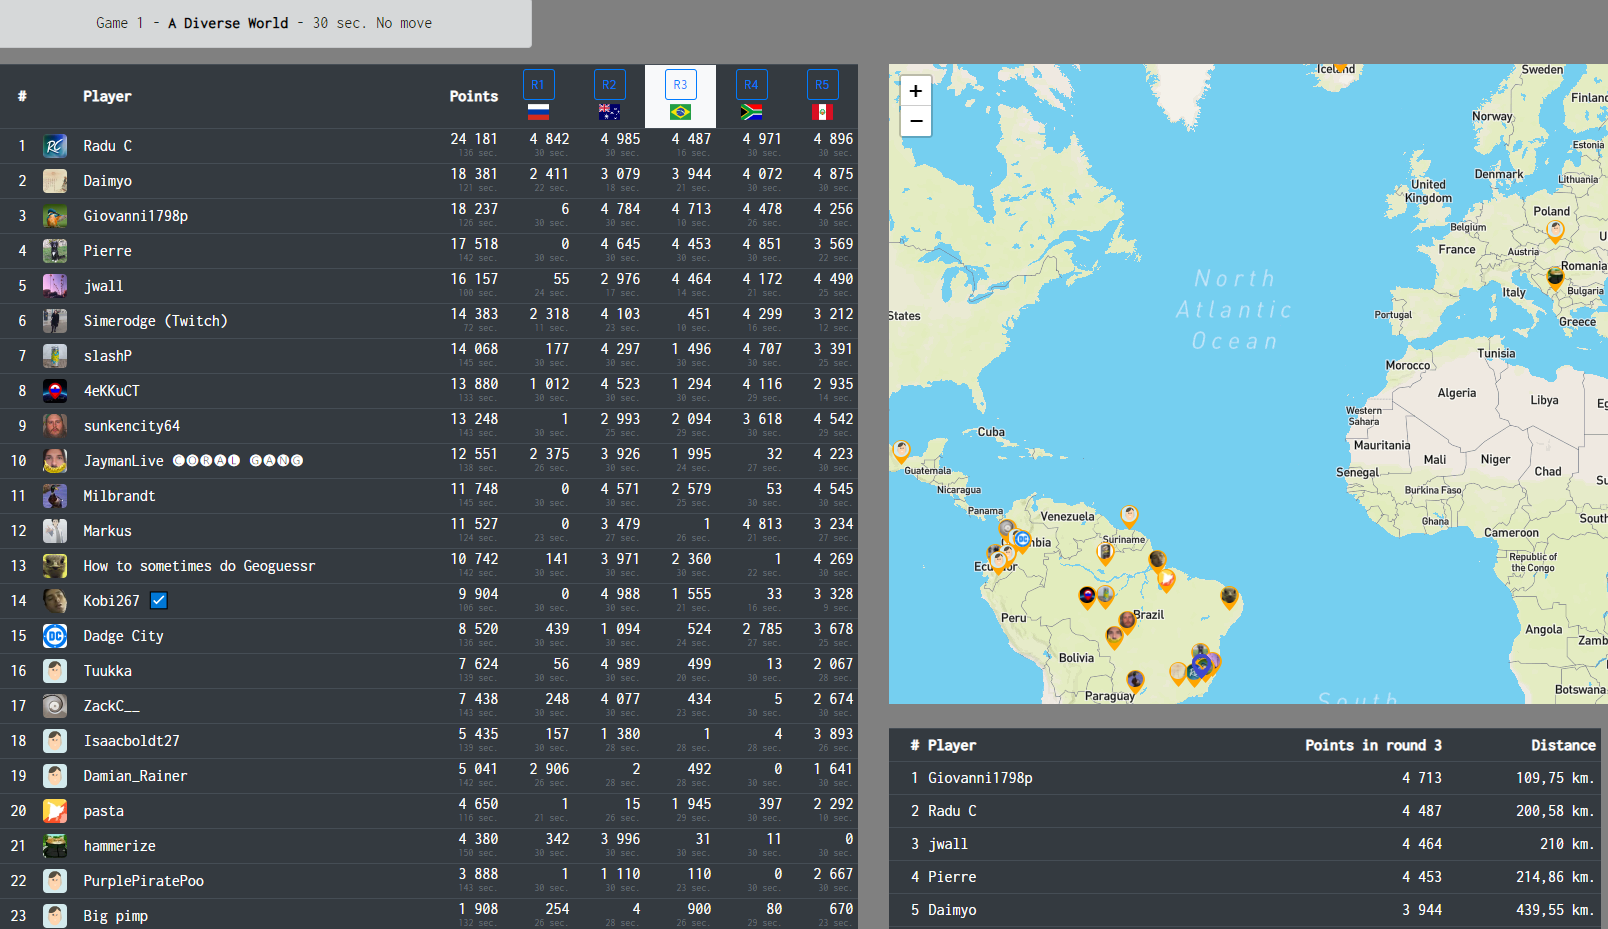 Game 1 - A Diverse World - 30 sec. No move
# Player Points R1 R2 R3 R4 R5
1 Radu C 24 181 4 842 4 985 4 487 4 971 4 896
136 sec. 30 sec. 30 sec. 16 sec. 30 sec. 30 sec.
2 Daimyo 18 381 2 411 3 079 3 944 4 072 4 875
121 sec. 22 sec. 18 sec. 21 sec. 30 sec. 30 sec.
3 Giovanni1798p 18 237 6 4 784 4 713 4 478 4 256
126 sec. 30 sec. 30 sec. 10 sec. 26 sec. 30 sec.
4 Pierre 17 518 0 4 645 4 453 4 851 3 569
142 sec. 30 sec. 30 sec. 30 sec. 30 sec. 22 sec.
5 jwall 16 157 55 2 976 4 464 4 172 4 490
100 sec. 24 sec. 17 sec. 14 sec. 21 sec. 25 sec.
6 Simerodge (Twitch) 14 383 2 318 4 103 451 4 299 3 212
72 sec. 11 sec. 23 sec. 10 sec. 16 sec. 12 sec.
7 slashP 14 068 177 4 297 1 496 4 707 3 391
145 sec. 30 sec. 30 sec. 30 sec. 30 sec. 25 sec.
8 4eKKuCT 13 880 1 012 4 523 1 294 4 116 2 935
133 sec. 30 sec. 30 sec. 30 sec. 29 sec. 14 sec.
9 sunkencity64 13 248 1 2 993 2 094 3 618 4 542
143 sec. 30 sec. 25 sec. 29 sec. 30 sec. 29 sec.
10 JaymanLive 🅒🅞🅡🅐🅛 🅖🅐🅝🅖 12 551 2 375 3 926 1 995 32 4 223
138 sec. 26 sec. 30 sec. 24 sec. 27 sec. 30 sec.
11 Milbrandt 11 748 0 4 571 2 579 53 4 545
145 sec. 30 sec. 30 sec. 25 sec. 30 sec. 30 sec.
12 Markus 11 527 0 3 479 1 4 813 3 234
124 sec. 23 sec. 27 sec. 26 sec. 21 sec. 27 sec.
13 How to sometimes do Geoguessr 10 742 141 3 971 2 360 1 4 269
142 sec. 30 sec. 30 sec. 30 sec. 22 sec. 30 sec.
14 Kobi267 ☑ 9 904 0 4 988 1 555 33 3 328
106 sec. 30 sec. 30 sec. 21 sec. 16 sec. 9 sec.
15 Dadge City 8 520 439 1 094 524 2 785 3 678
136 sec. 30 sec. 30 sec. 24 sec. 27 sec. 25 sec.
16 Tuukka 7 624 56 4 989 499 13 2 067
139 sec. 30 sec. 30 sec. 20 sec. 30 sec. 28 sec.
17 ZackC__ 7 438 248 4 077 434 5 2 674
143 sec. 30 sec. 30 sec. 23 sec. 30 sec. 30 sec.
18 Isaacboldt27 5 435 157 1 380 1 4 3 893
139 sec. 30 sec. 28 sec. 28 sec. 28 sec. 26 sec.
19 Damian_Rainer 5 041 2 906 2 492 0 1 641
142 sec. 26 sec. 28 sec. 28 sec. 30 sec. 30 sec.
20 pasta 4 650 1 15 1 945 397 2 292
116 sec. 21 sec. 26 sec. 29 sec. 30 sec. 10 sec.
21 hammerize 4 380 342 3 996 31 11 0
150 sec. 30 sec. 30 sec. 30 sec. 30 sec. 30 sec.
22 PurplePiratePoo 3 888 1 1 110 110 0 2 667
143 sec. 30 sec. 30 sec. 23 sec. 30 sec. 30 sec.
23 Big pimp 1 908 254 4 900 80 670
132 sec. 26 sec. 28 sec. 26 sec. 29 sec. 23 sec.
+
−
Iceland
Sweden
Finland
Norway
Estonia
Denmark
Lithuania
United
Kingdom
Poland
Belgium
France
Austria
Romania
Italy
Bulgaria
Portugal
Greece
North
Atlantic
Ocean
States
Tunisia
Morocco
Algeria
Libya
Eg
Western
Sahara
Cuba
Mauritania
Mali
Niger
Chad
Su
Guatemala
Senegal
Nicaragua
Burkina Faso
Panama
Venezuela
Ghana
South
Cameroon
Suriname
Republic of
the Congo
Peru
Brazil
Angola
Zamb
Bolivia
Botswana
Paraguay
South
# Player Points in round 3 Distance
1 Giovanni1798p 4 713 109,75 km.
2 Radu C 4 487 200,58 km.
3 jwall 4 464 210 km.
4 Pierre 4 453 214,86 km.
5 Daimyo 3 944 439,55 km.